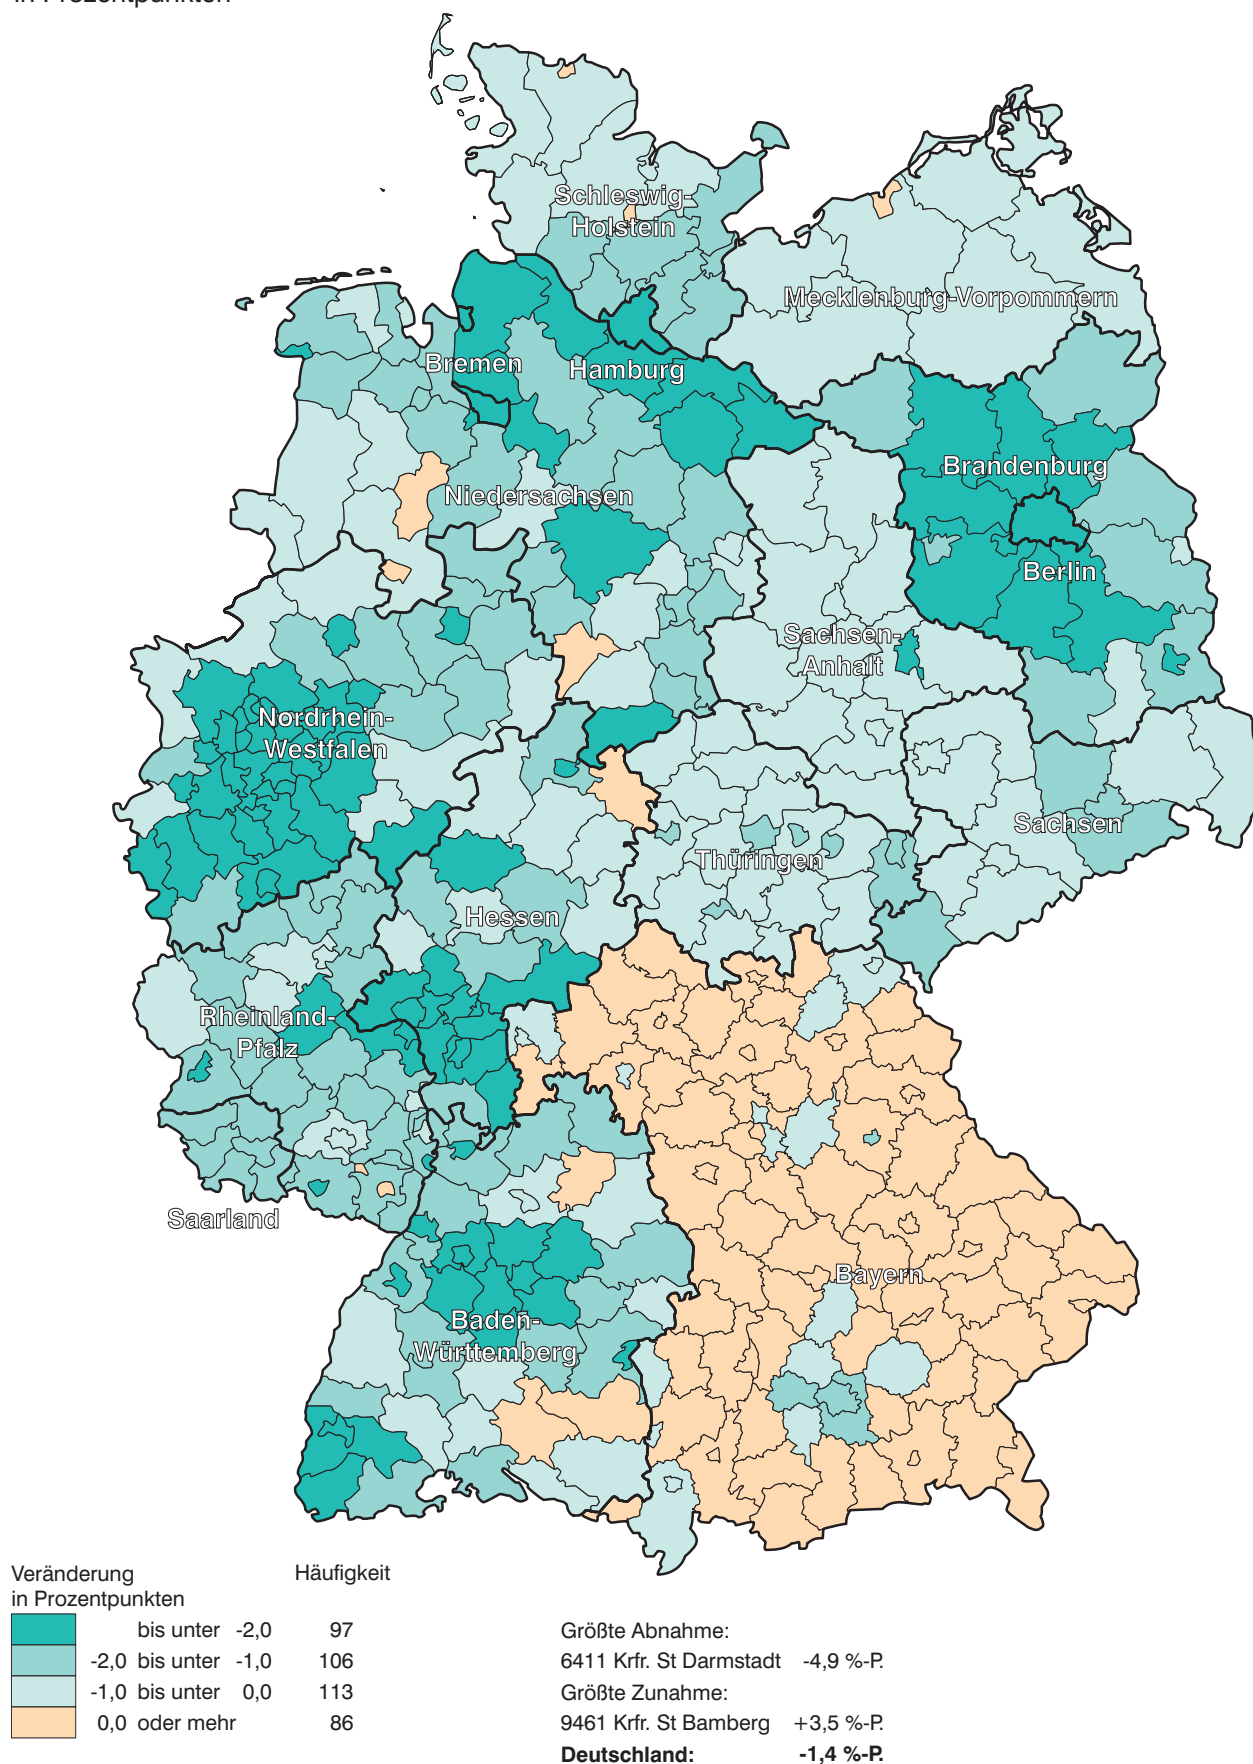 in Prozentpunkten
Schleswig-
Holstein
Mecklenburg-Vorpommern
Bremen
Hamburg
Brandenburg
Niedersachsen
Berlin
Sachsen-
Anhalt
Nordrhein-
Westfalen
Sachsen
Thüringen
Hessen
Rheinland-
Pfalz
Saarland
Bayern
Baden-
Württemberg
Veränderung Häufigkeit
in Prozentpunkten
bis unter -2,0 97
-2,0 bis unter -1,0 106
-1,0 bis unter 0,0 113
0,0 oder mehr 86
Größte Abnahme:
6411 Krfr. St Darmstadt -4,9 %-P.
Größte Zunahme:
9461 Krfr. St Bamberg +3,5 %-P.
Deutschland: -1,4 %-P.